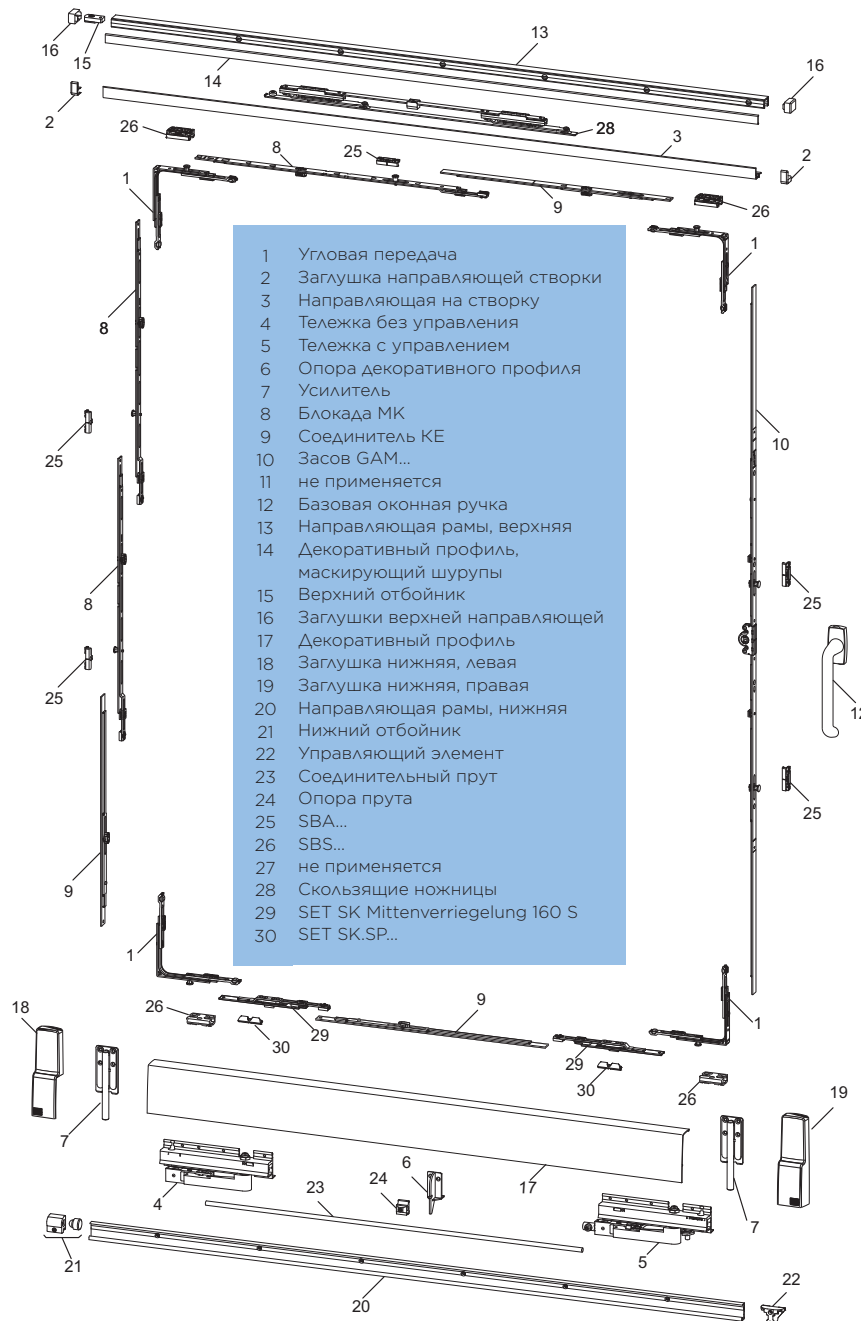 13
16
15
16
14
2
28
26
25
3
8
2
9
26
1
1
1 Угловая передача
2 Заглушка направляющей створки
3 Направляющая на створку
4 Тележка без управления
5 Тележка с управлением
6 Опора декоративного профиля
7 Усилитель
8 Блокада МК
9 Соединитель КЕ
10 Засов GAM...
11 не применяется
12 Базовая оконная ручка
13 Направляющая рамы, верхняя
14 Декоративный профиль,
маскирующий шурупы
15 Верхний отбойник
16 Заглушки верхней направляющей
17 Декоративный профиль
18 Заглушка нижняя, левая
19 Заглушка нижняя, правая
20 Направляющая рамы, нижняя
21 Нижний отбойник
22 Управляющий элемент
23 Соединительный прут
24 Опора прута
25 SBA...
26 SBS...
27 не применяется
28 Скользящие ножницы
29 SET SK Mittenverriegelung 160 S
30 SET SK.SP...
8
10
25
8
25
25
12
25
9
1
18
26
9
1
30
29
29
30
26
19
7
6
17
7
4
23
24
21
5
22
20